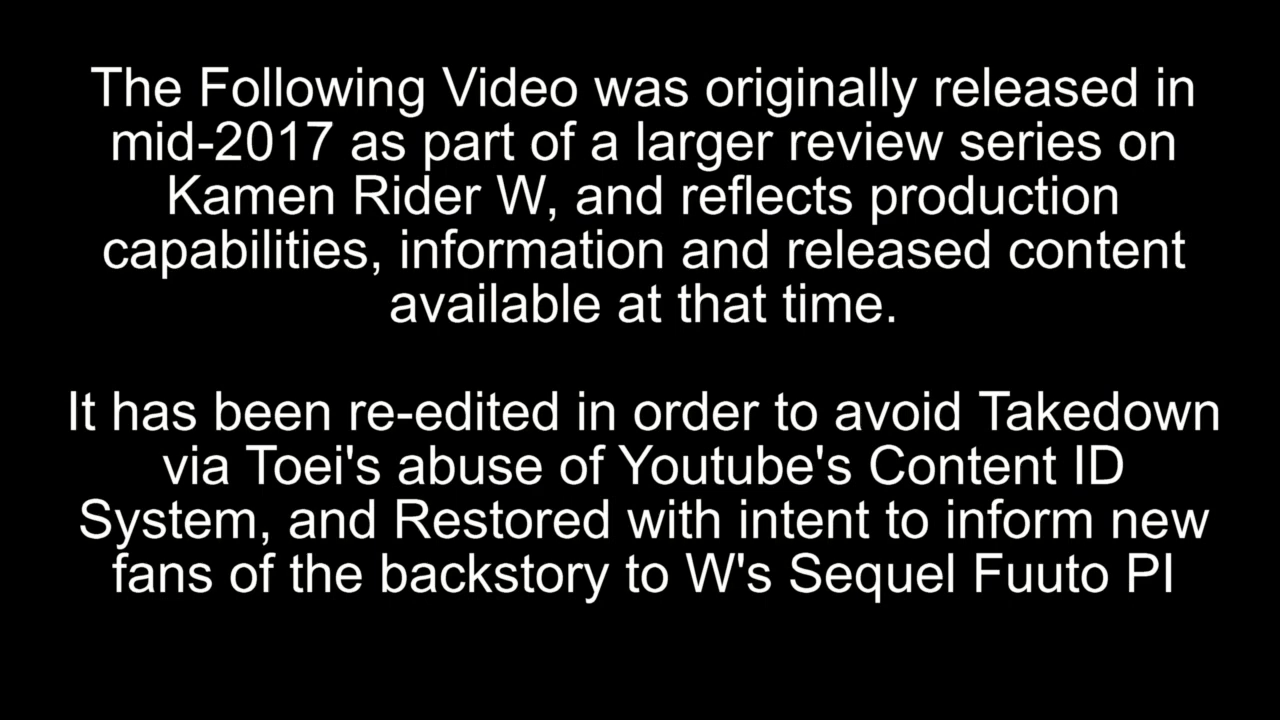 The Following Video was originally released in
mid-2017 as part of a larger review series on
Kamen Rider W, and reflects production
capabilities, information and released content
available at that time.
It has been re-edited in order to avoid Takedown
via Toei's abuse of Youtube's Content ID
System, and Restored with intent to inform new
fans of the backstory to W's Sequel Fuuto PI